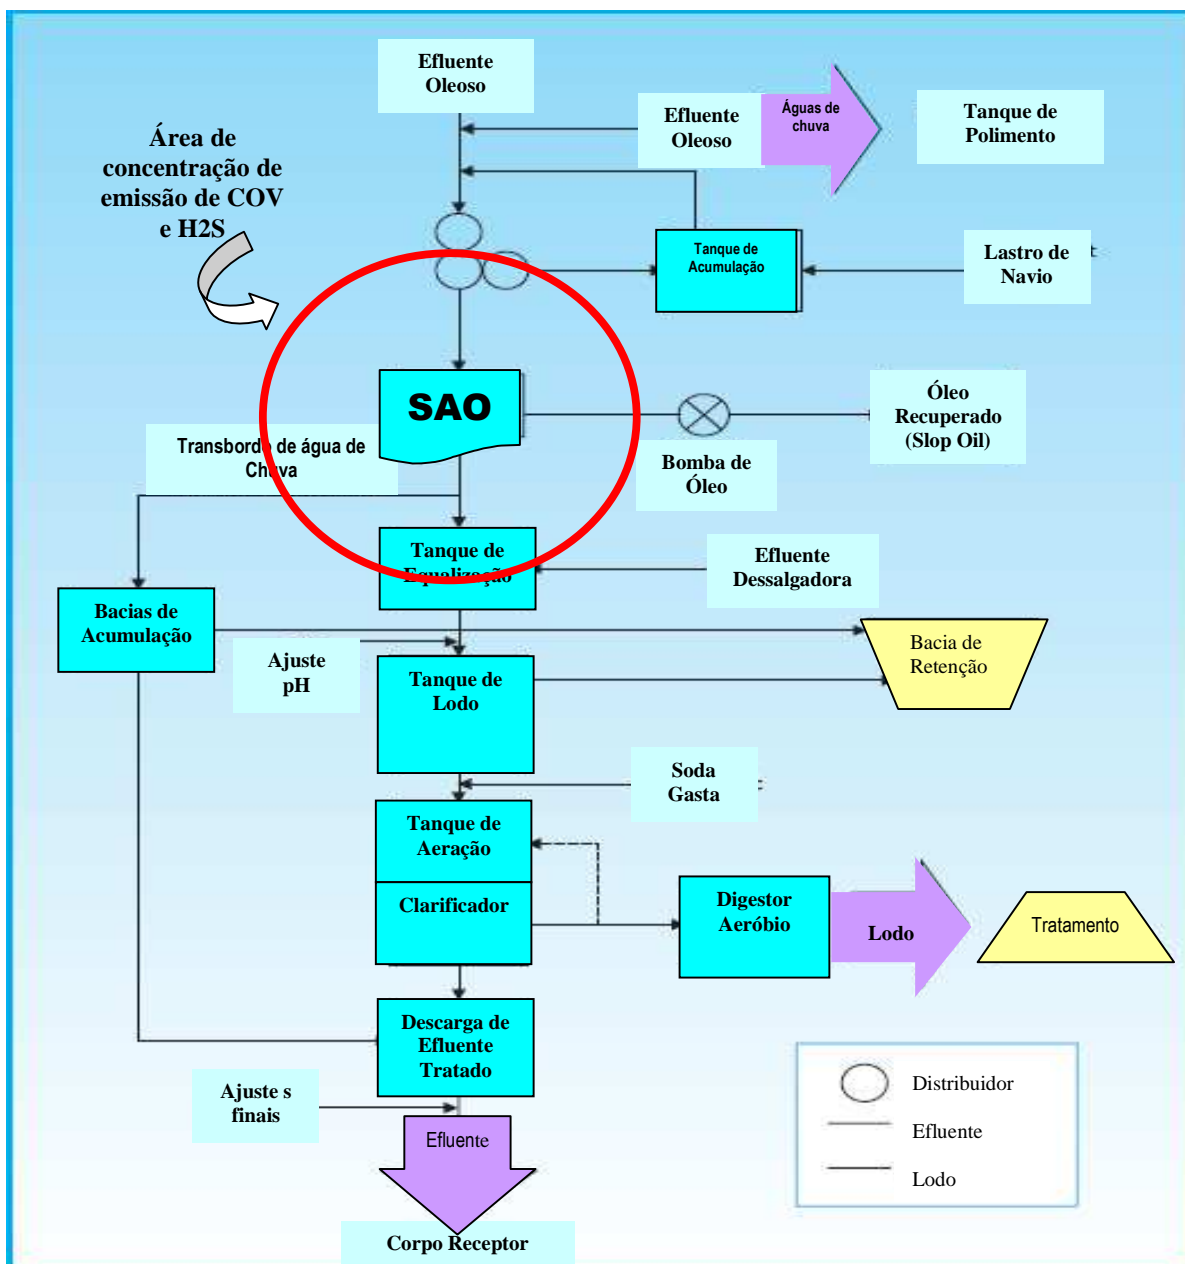 Efluente
Oleoso
Efluente
Oleoso
Águas de
chuva
Tanque de
Polimento
Área de
concentração de
emissão de COV
e H2S
Tanque de
Acumulação
Lastro de
Navio
SAO
Óleo
Recuperado
(Slop Oil)
Transbordo de água de
Chuva
Bomba de
Óleo
Tanque de
Equalização
Efluente
Dessalgadora
Bacias de
Acumulação
Ajuste
pH
Tanque de
Lodo
Bacia de
Retenção
Soda
Gasta
Tanque de
Aeração
Clarificador
Digestor
Aeróbio
Lodo
Tratamento
Descarga de
Efluente
Tratado
Ajuste s
finais
Efluente
Corpo Receptor
Distribuidor
Efluente
Lodo